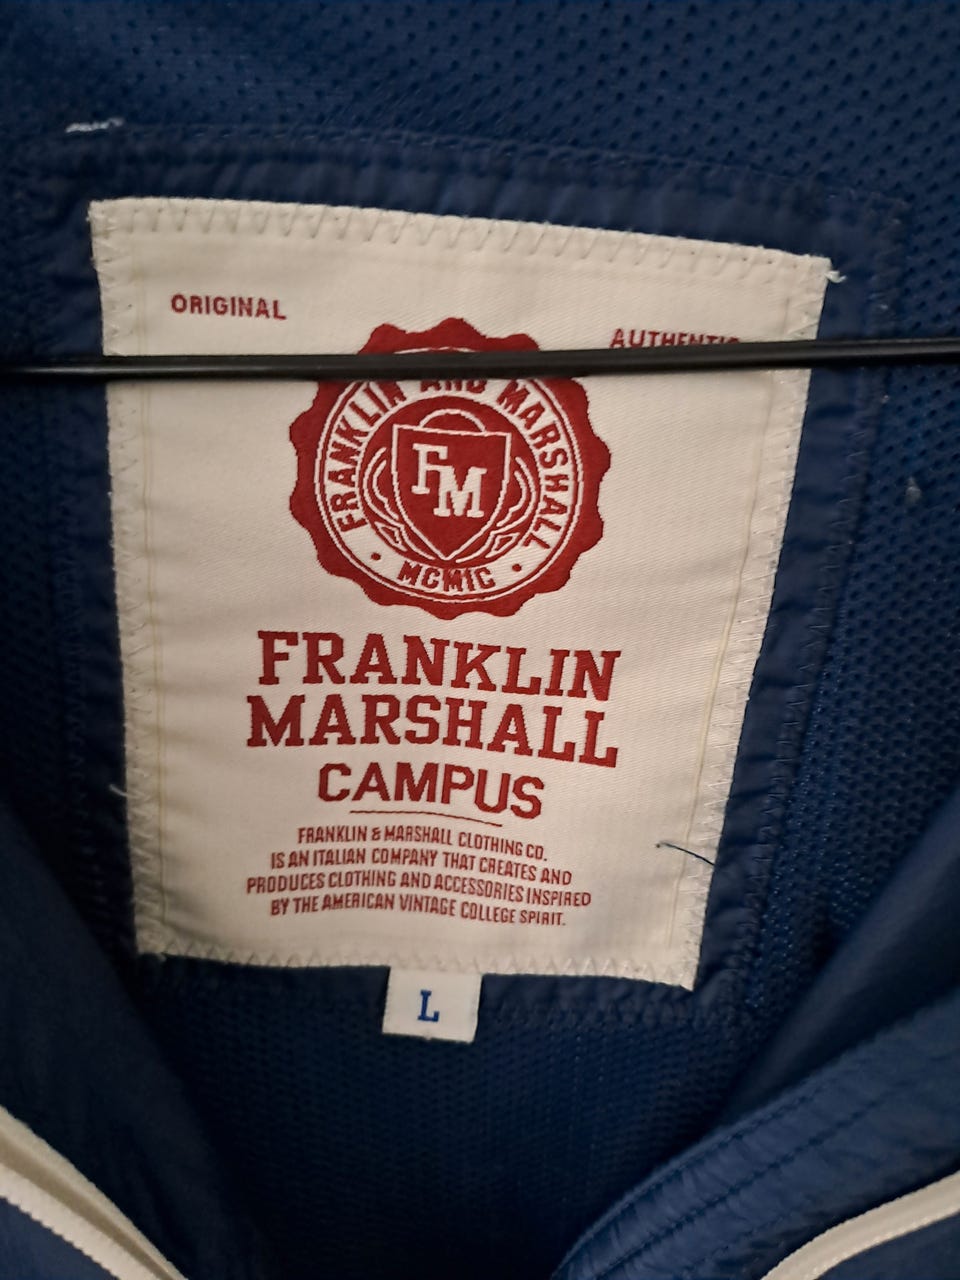 ORIGINAL
AUTHENTIC
FRANKLIN AND MARSHALL
FM
MCMIC
FRANKLIN
MARSHALL
CAMPUS
FRANKLIN & MARSHALL CLOTHING CO.
IS AN ITALIAN COMPANY THAT CREATES AND
PRODUCES CLOTHING AND ACCESSORIES INSPIRED
BY THE AMERICAN VINTAGE COLLEGE SPIRIT.
L